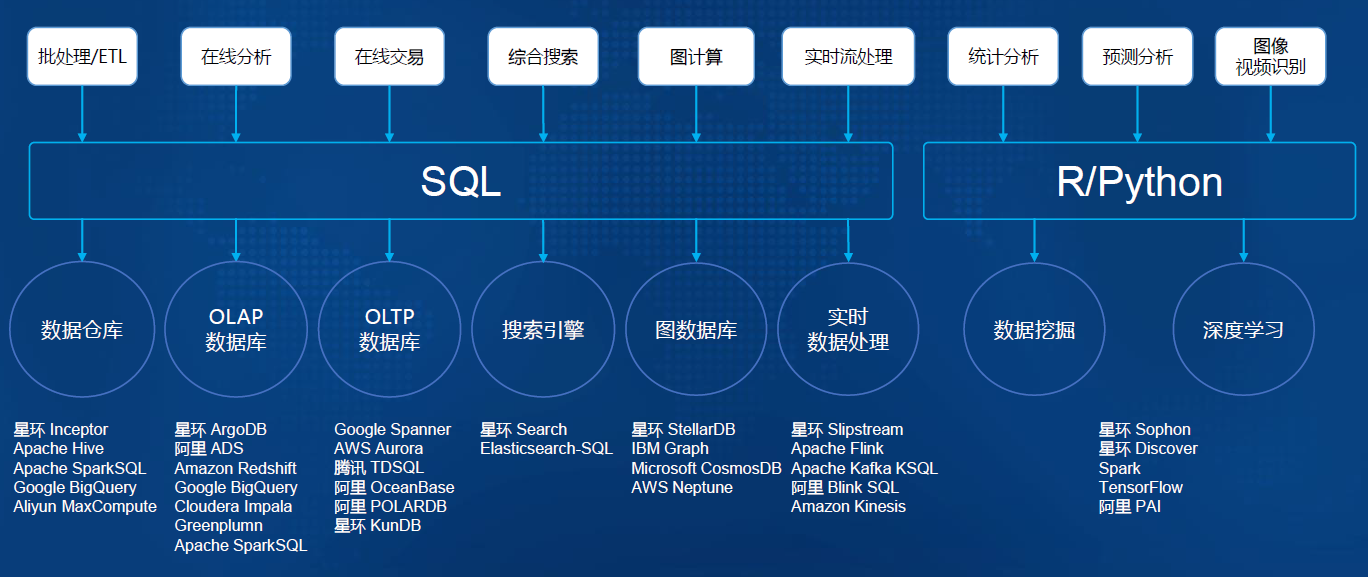 批处理/ETL
在线分析
在线交易
综合搜索
图计算
实时流处理
统计分析
预测分析
图像
视频识别
SQL
R/Python
数据仓库
OLAP
数据库
OLTP
数据库
搜索引擎
图数据库
实时
数据处理
数据挖掘
深度学习
星环 Inceptor
Apache Hive
Apache SparkSQL
Google BigQuery
Aliyun MaxCompute
星环 ArgoDB
阿里 ADS
Amazon Redshift
Google BigQuery
Cloudera Impala
Greenplumn
Apache SparkSQL
Google Spanner
AWS Aurora
腾讯 TDSQL
阿里 OceanBase
阿里 POLARDB
星环 KunDB
星环 Search
Elasticsearch-SQL
星环 StellarDB
IBM Graph
Microsoft CosmosDB
AWS Neptune
星环 Slipstream
Apache Flink
Apache Kafka KSQL
阿里 Blink SQL
Amazon Kinesis
星环 Sophon
星环 Discover
Spark
TensorFlow
阿里 PAI